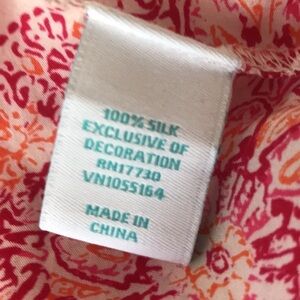 100% SILK
EXCLUSIVE OF
DECORATION
RN17730
VN1055164
MADE IN
CHINA